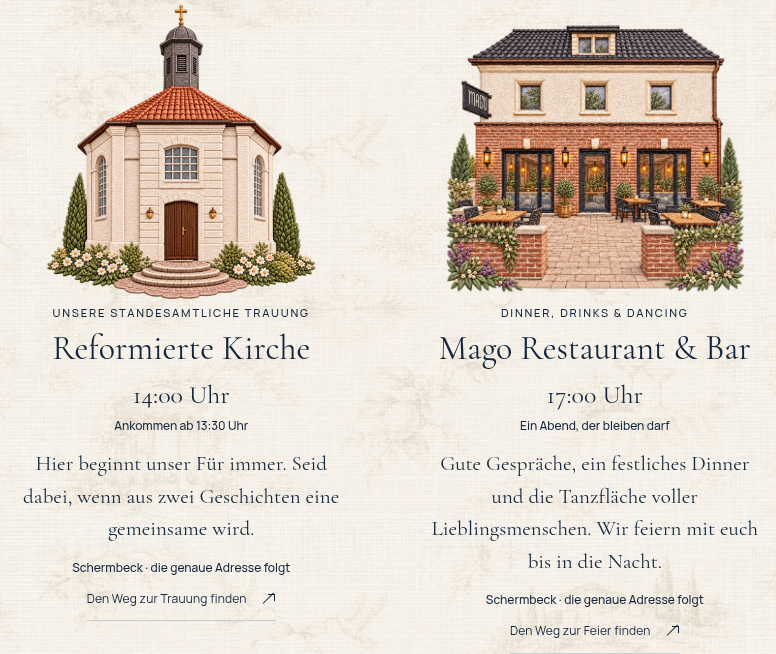 MAGO
UNSERE STANDESAMTLICHE TRAUUNG
Reformierte Kirche
14:00 Uhr
Ankommen ab 13:30 Uhr
Hier beginnt unser Für immer. Seid
dabei, wenn aus zwei Geschichten eine
gemeinsame wird.
Schermbeck · die genaue Adresse folgt
Den Weg zur Trauung finden
DINNER, DRINKS & DANCING
Mago Restaurant & Bar
17:00 Uhr
Ein Abend, der bleiben darf
Gute Gespräche, ein festliches Dinner
und die Tanzfläche voller
Lieblingsmenschen. Wir feiern mit euch
bis in die Nacht.
Schermbeck · die genaue Adresse folgt
Den Weg zur Feier finden